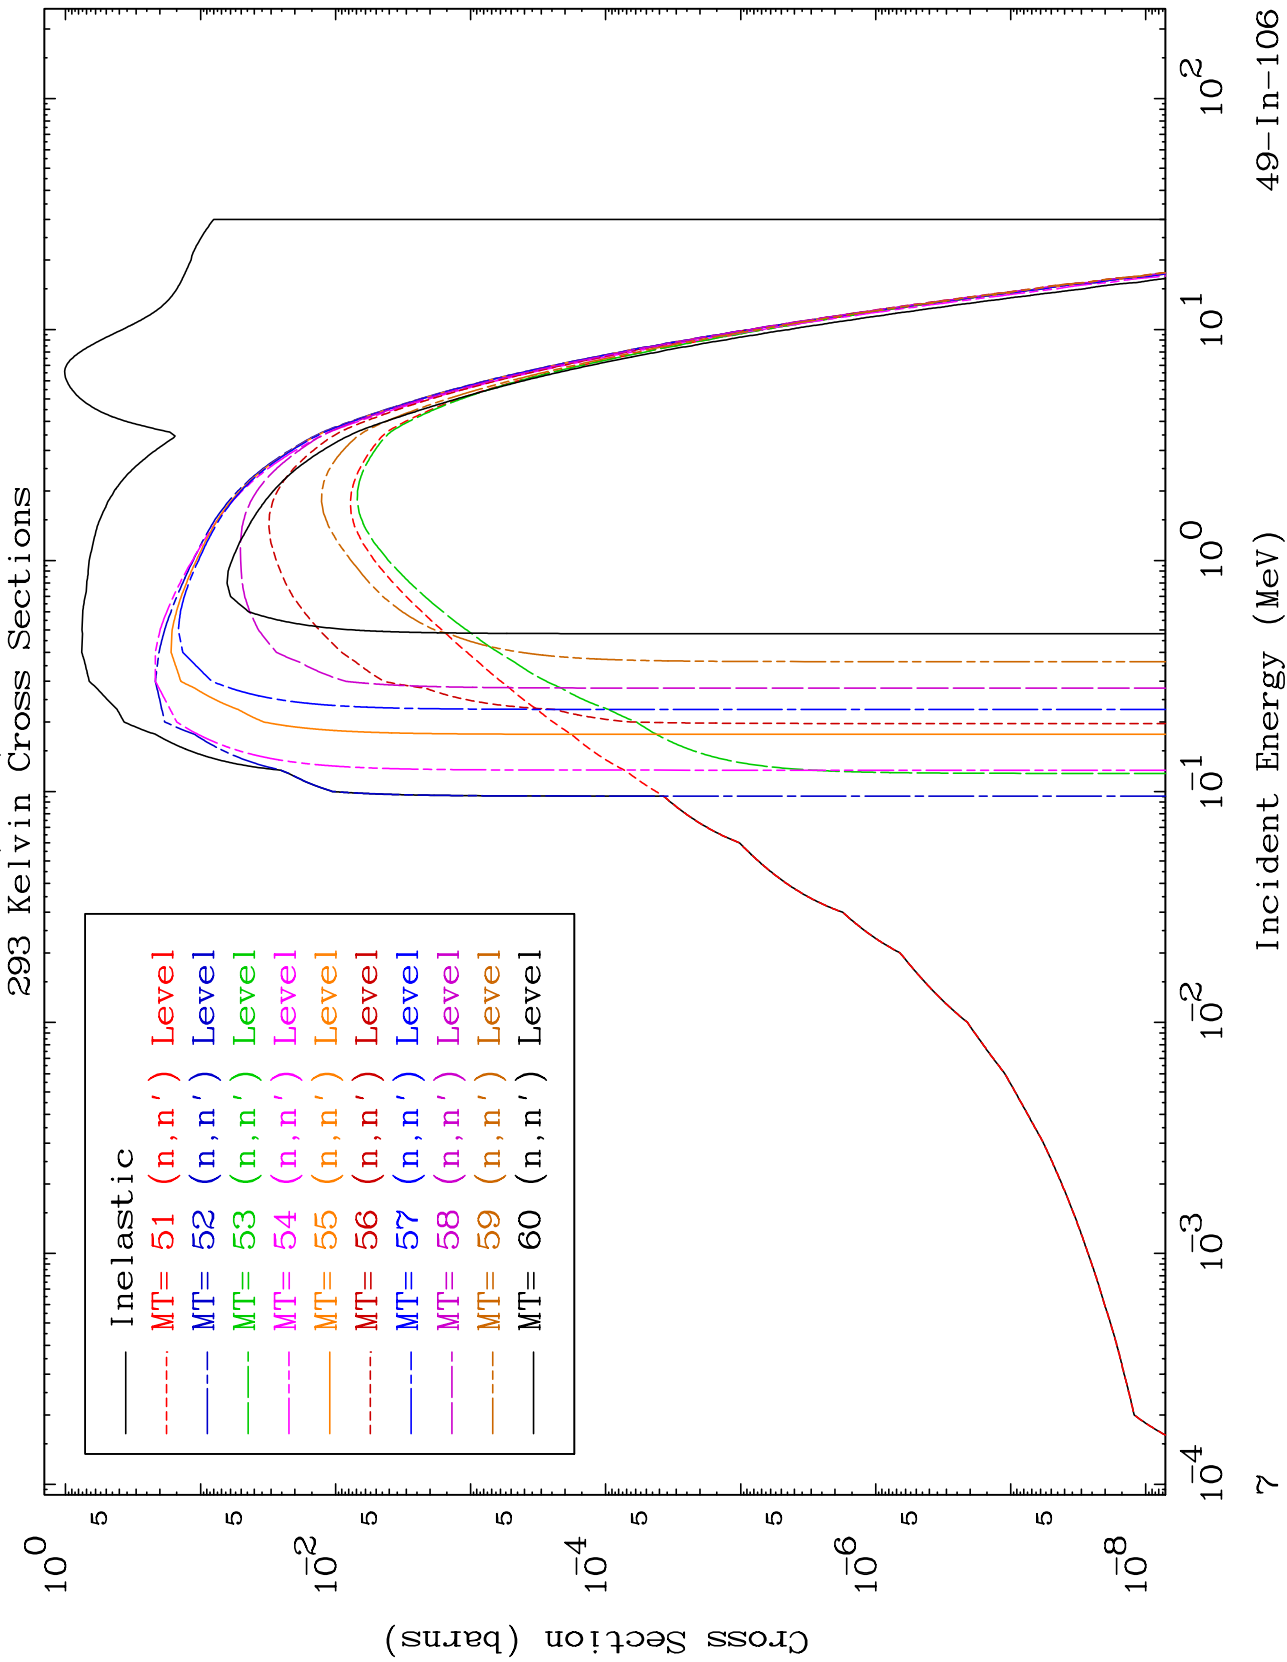 293 Kelvin Cross Sections
Inelastic
MT= 51 (n,n') Level
MT= 52 (n,n') Level
MT= 53 (n,n') Level
MT= 54 (n,n') Level
MT= 55 (n,n') Level
MT= 56 (n,n') Level
MT= 57 (n,n') Level
MT= 58 (n,n') Level
MT= 59 (n,n') Level
MT= 60 (n,n') Level
Cross Section (barns)
10^0
5
5
10^-2
5
5
10^-4
5
5
10^-6
5
5
10^-8
10^-4 10^-3 10^-2 10^-1 10^0 10^1 10^2
Incident Energy (MeV)
7
49-In-106